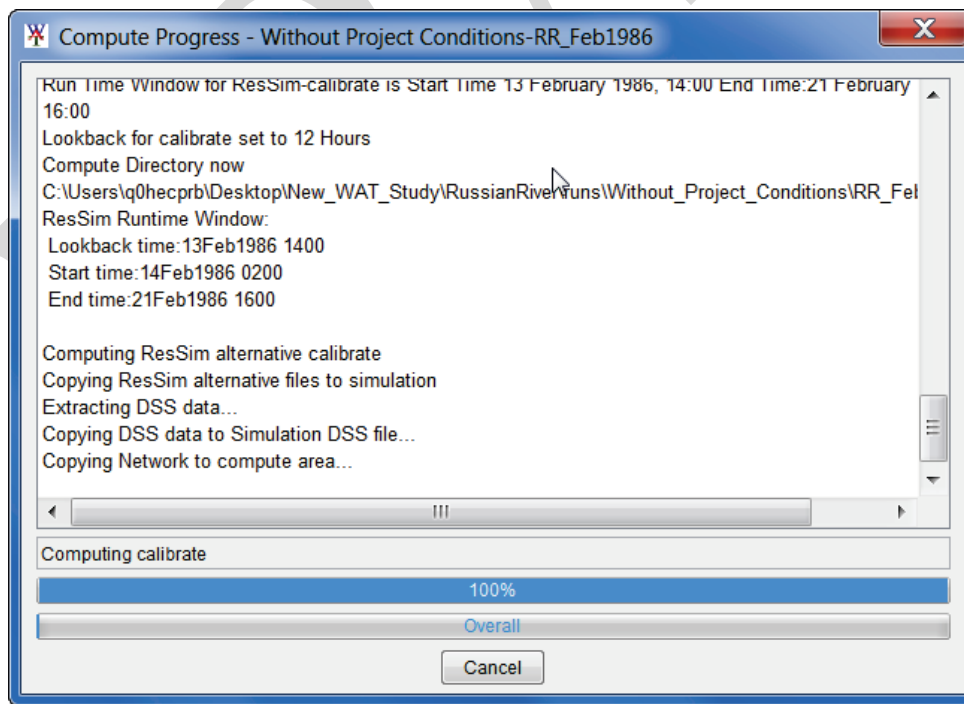 Compute Progress - Without Project Conditions-RR_Feb1986
Run Time Window for ResSim-calibrate is Start Time 13 February 1986, 14:00 End Time:21 February
16:00
Lookback for calibrate set to 12 Hours
Compute Directory now
C:\Users\q0hecprb\Desktop\New_WAT_Study\RussianRiver\runs\Without_Project_Conditions\RR_Feb
ResSim Runtime Window:
Lookback time:13Feb1986 1400
Start time:14Feb1986 0200
End time:21Feb1986 1600
Computing ResSim alternative calibrate
Copying ResSim alternative files to simulation
Extracting DSS data...
Copying DSS data to Simulation DSS file...
Copying Network to compute area...
Computing calibrate
100%
Overall
Cancel